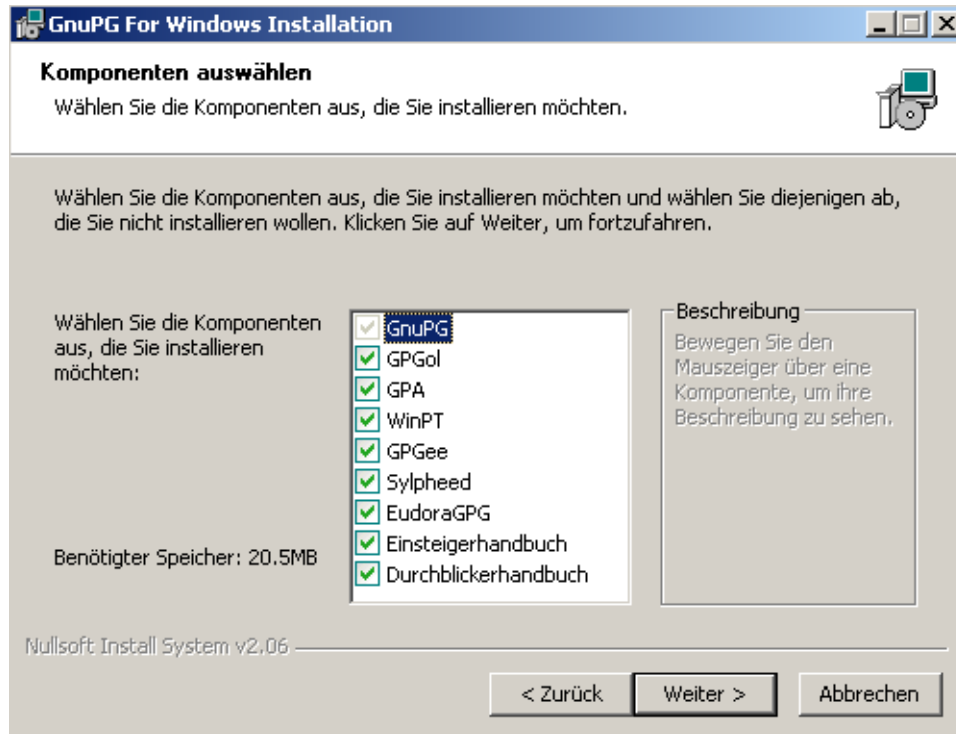 GnuPG For Windows Installation
Komponenten auswählen
Wählen Sie die Komponenten aus, die Sie installieren möchten.
Wählen Sie die Komponenten aus, die Sie installieren möchten und wählen Sie diejenigen ab,
die Sie nicht installieren wollen. Klicken Sie auf Weiter, um fortzufahren.
Wählen Sie die Komponenten
aus, die Sie installieren
möchten:
GnuPG
GPGol
GPA
WinPT
GPGee
Sylpheed
EudoraGPG
Einsteigerhandbuch
Durchblickerhandbuch
Beschreibung
Bewegen Sie den
Mauszeiger über eine
Komponente, um ihre
Beschreibung zu sehen.
Benötigter Speicher: 20.5MB
Nullsoft Install System v2.06
< Zurück
Weiter >
Abbrechen